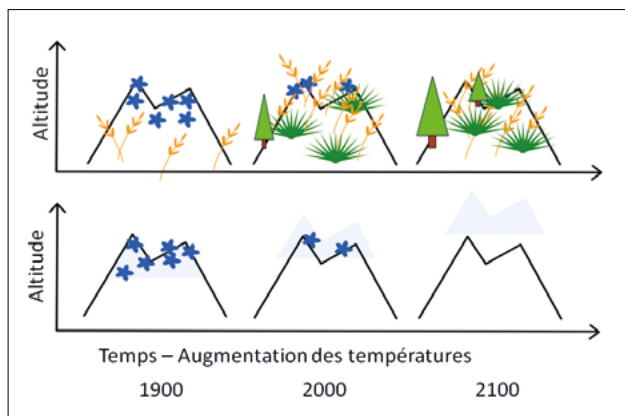 Altitude
Altitude
Temps – Augmentation des températures
1900 2000 2100